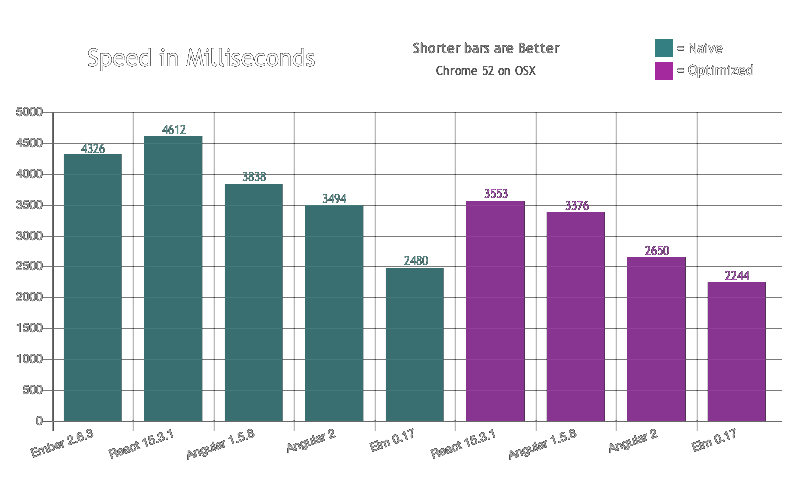 Speed in Milliseconds
Shorter bars are Better
Chrome 52 on OSX
= Naive
= Optimized
5000
4500
4000
3500
3000
2500
2000
1500
1000
500
0
4326
4612
3838
3494
2480
3553
3376
2650
2244
Ember 2.6.3
React 15.3.1
Angular 1.5.8
Angular 2
Elm 0.17
React 15.3.1
Angular 1.5.8
Angular 2
Elm 0.17